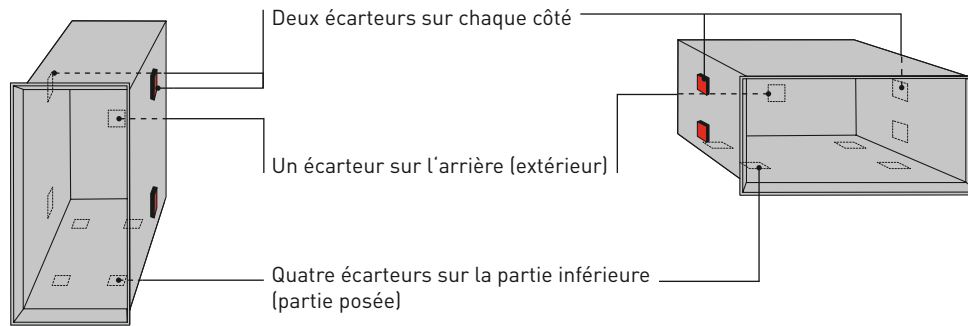 Deux écarteurs sur chaque côté
Un écarteur sur l‘arrière (extérieur)
Quatre écarteurs sur la partie inférieure
(partie posée)